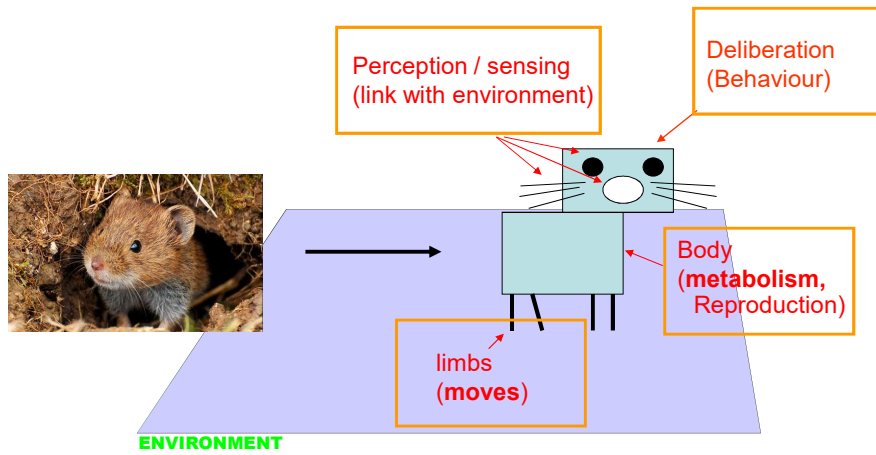 Perception / sensing
(link with environment)
Deliberation
(Behaviour)
Body
(metabolism,
Reproduction)
limbs
(moves)
ENVIRONMENT